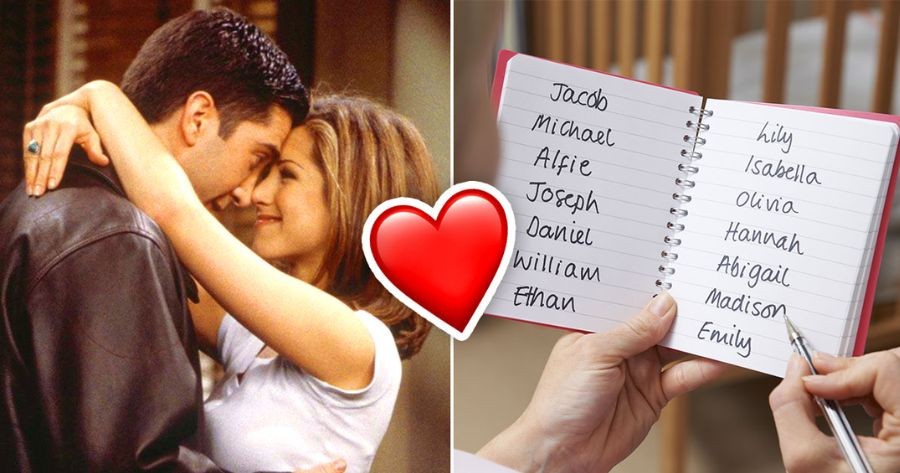 Jacob
Michael
Alfie
Joseph
Daniel
William
Ethan
Lily
Isabella
Olivia
Hannah
Abigail
Madison
Emily